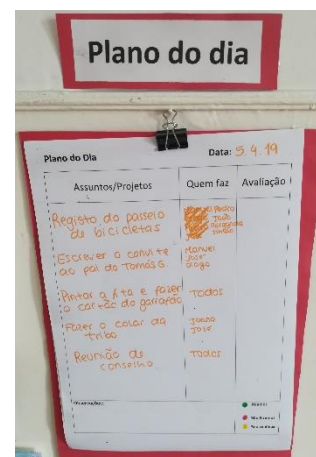 Plano do dia
Plano do Dia
Data: 5.4.19
Assuntos/Projetos
Quem faz
Avaliação
Registo do passeio
de bicicletas
Pedro
João
Escrever o convite
ao pai do Tomás G.
Manuel
José
Diogo
Pintar a fita e fazer
o cartão do garrafão
Todos
Fazer o colar da
tribo
Joana
José
Reunião de
conselho
Todos